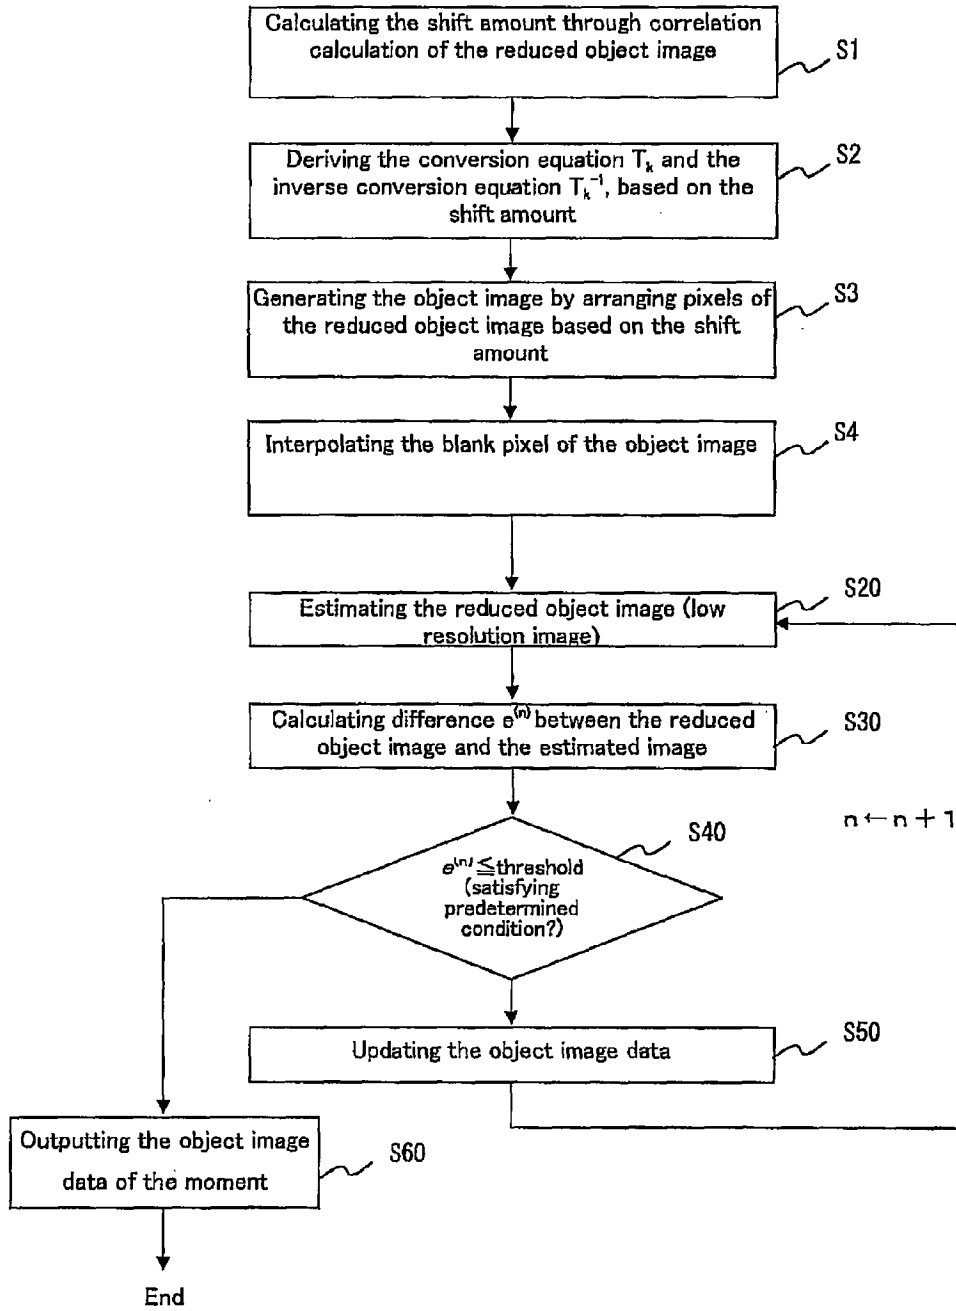 Calculating the shift amount through correlation
calculation of the reduced object image
S1
Deriving the conversion equation Tₖ and the
inverse conversion equation Tₖ⁻¹, based on the
shift amount
S2
Generating the object image by arranging pixels of
the reduced object image based on the shift
amount
S3
Interpolating the blank pixel of the object image
S4
Estimating the reduced object image (low
resolution image)
S20
Calculating difference e⁽ⁿ⁾ between the reduced
object image and the estimated image
S30
n←n+1
S40
e⁽ⁿ⁾≦threshold
(satisfying
predetermined
condition?)
Updating the object image data
S50
Outputting the object image
data of the moment
S60
End